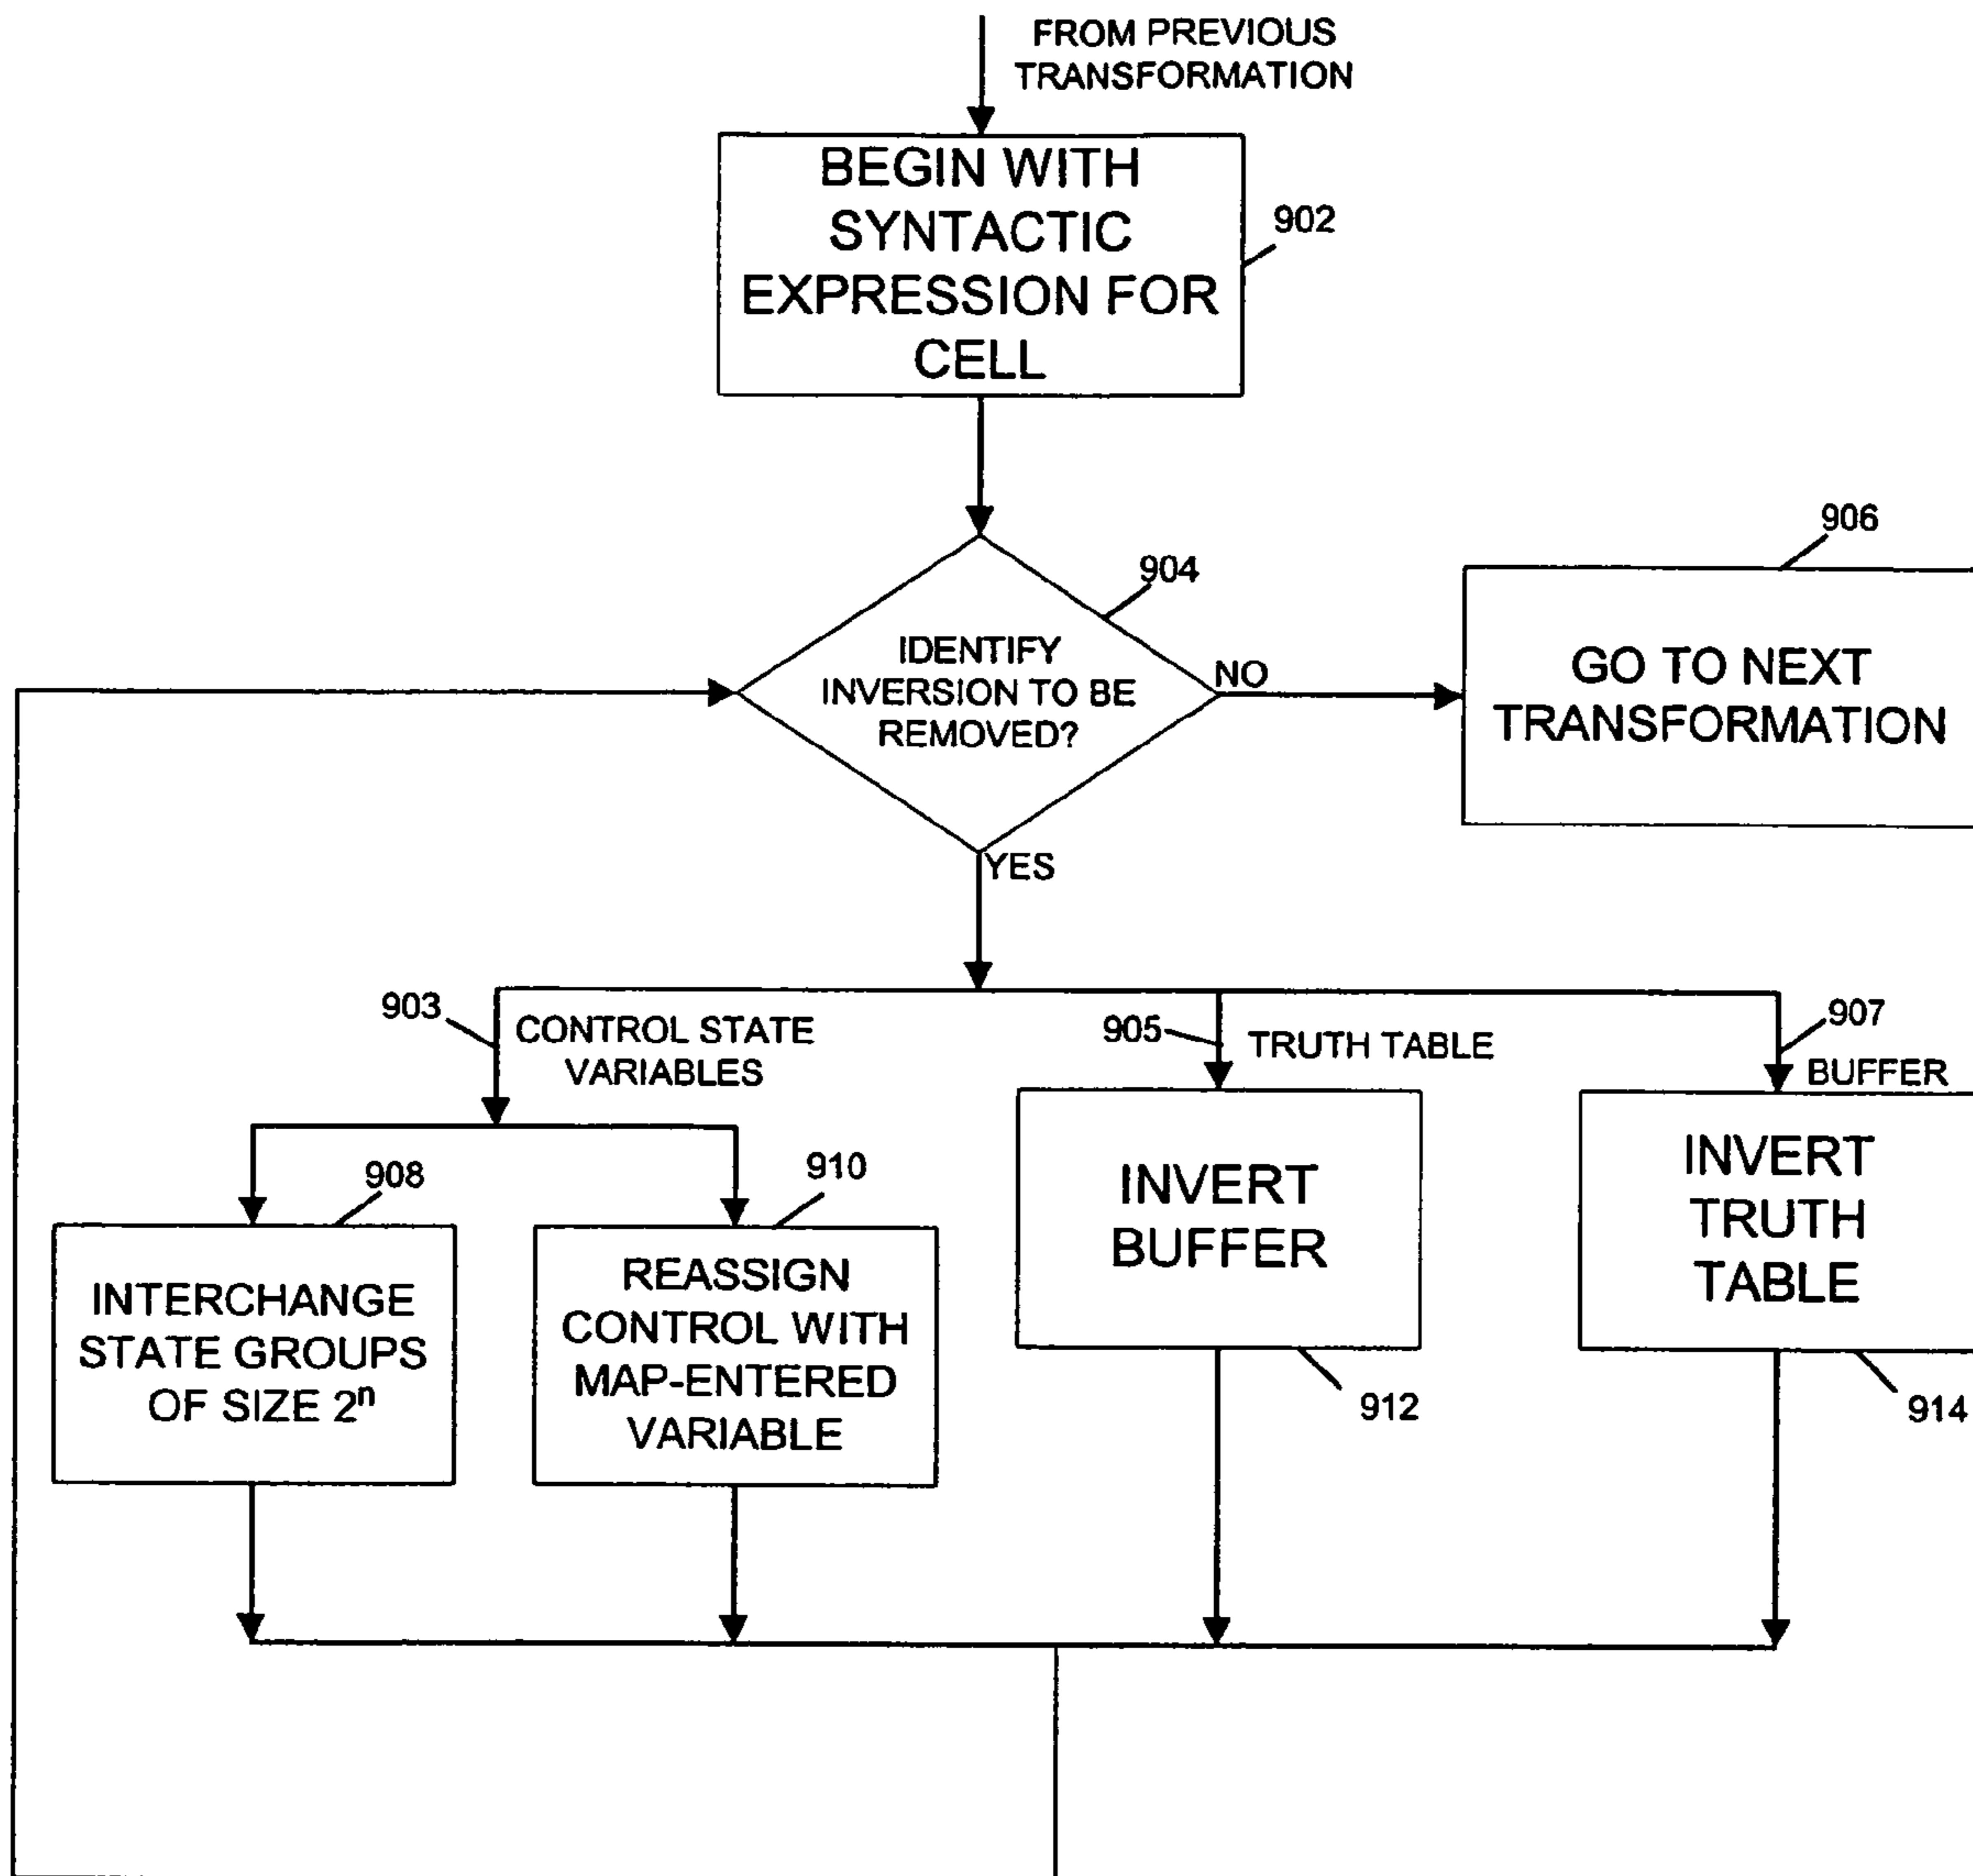 FROM PREVIOUS
TRANSFORMATION
BEGIN WITH
SYNTACTIC
EXPRESSION FOR
CELL
902
904
906
IDENTIFY
INVERSION TO BE
REMOVED?
NO
GO TO NEXT
TRANSFORMATION
YES
903
CONTROL STATE
VARIABLES
905
TRUTH TABLE
907
BUFFER
908
910
INTERCHANGE
STATE GROUPS
OF SIZE 2ⁿ
REASSIGN
CONTROL WITH
MAP-ENTERED
VARIABLE
INVERT
BUFFER
INVERT
TRUTH
TABLE
912
914